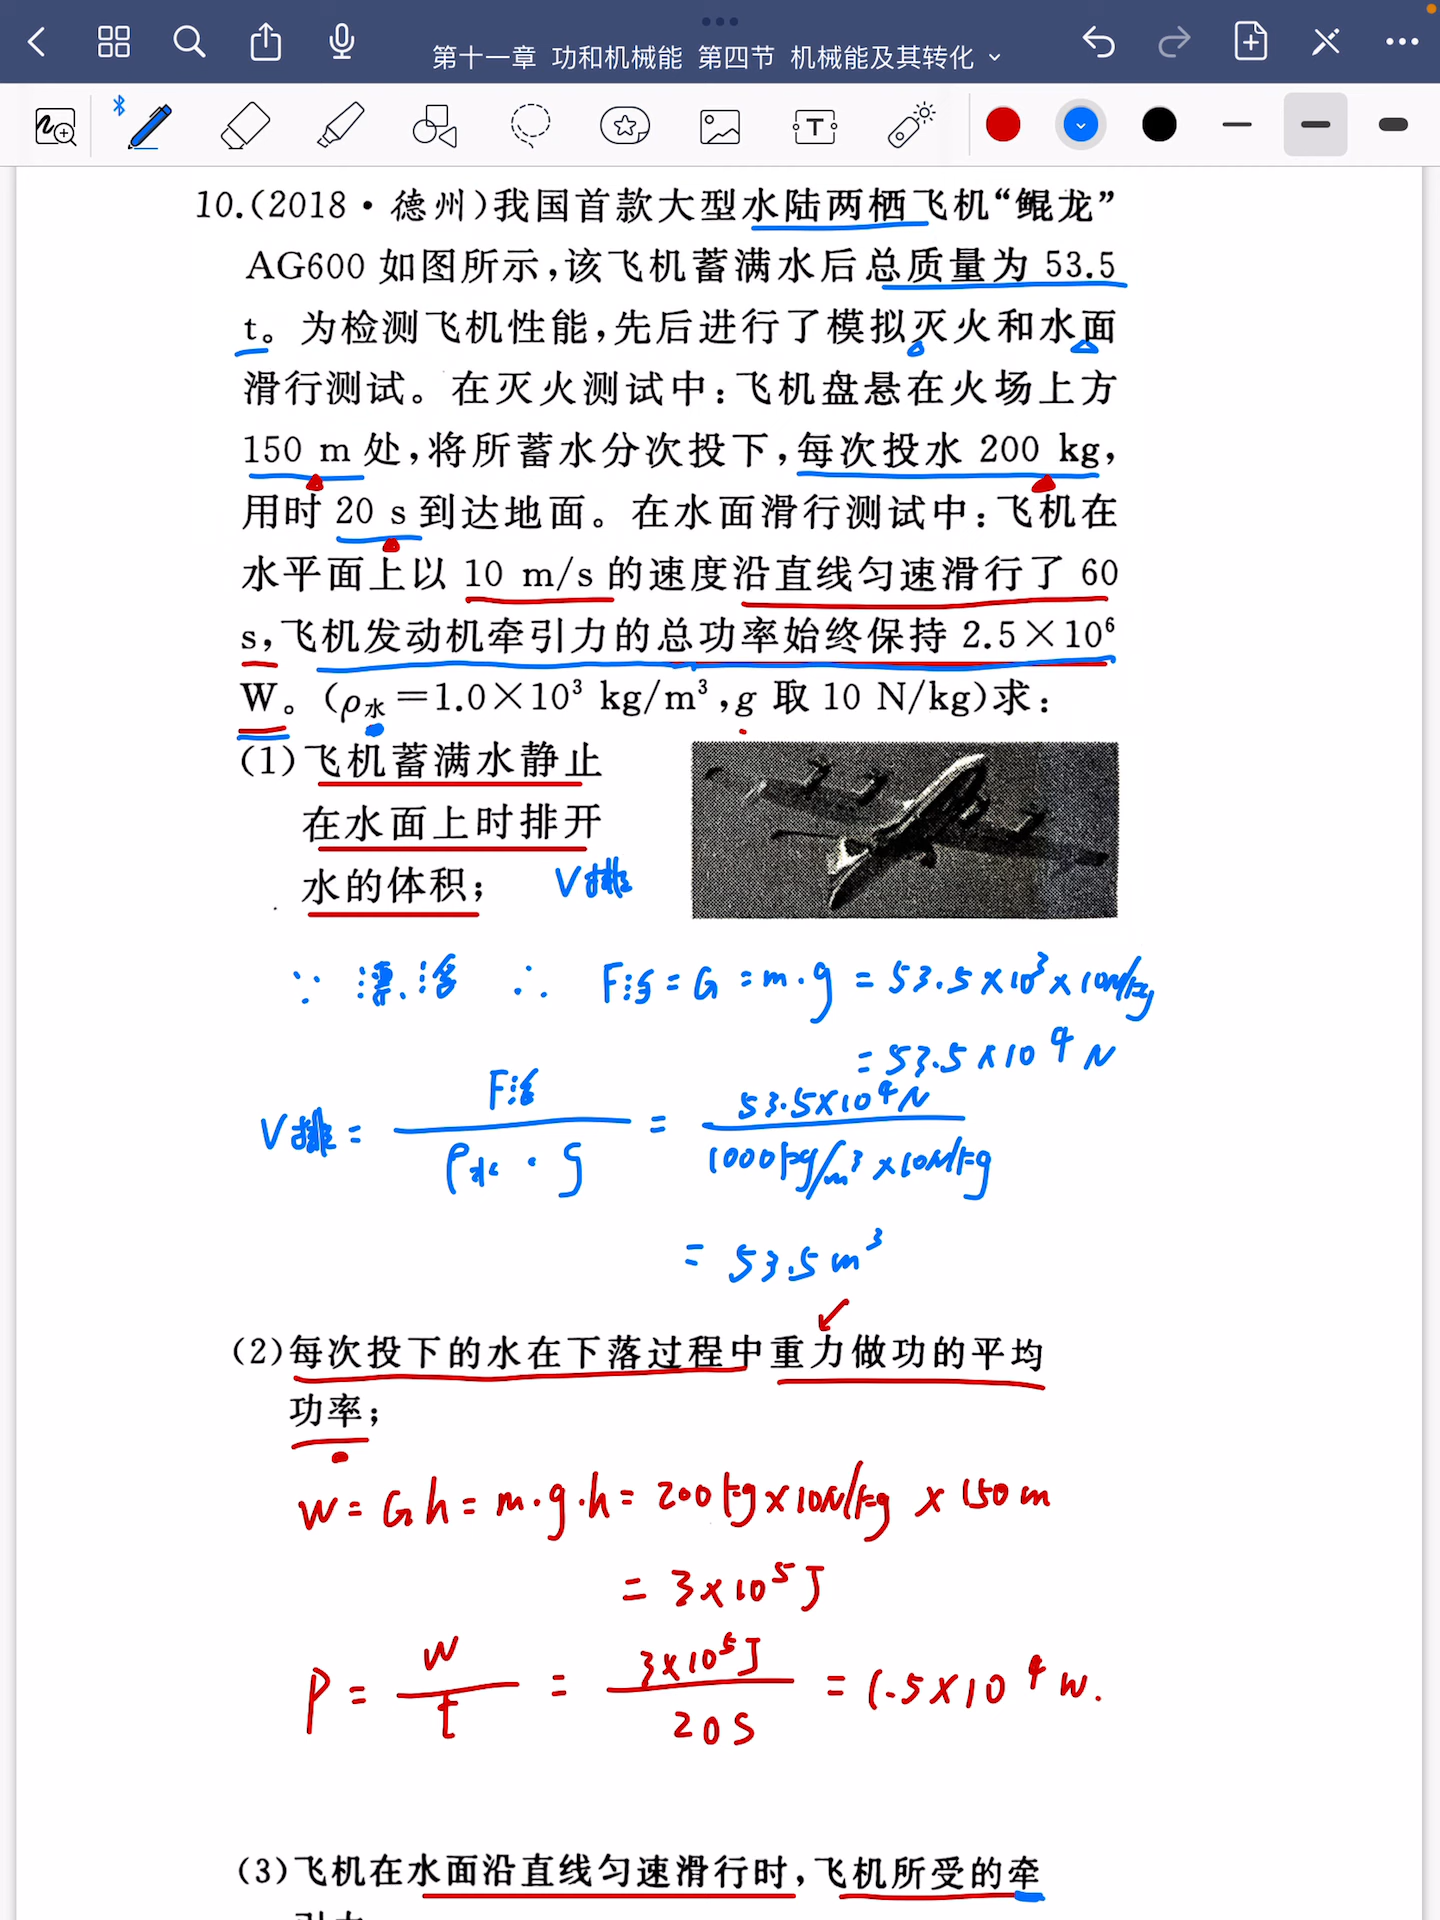 第十一章 功和机械能 第四节 机械能及其转化
10.(2018·德州)我国首款大型水陆两栖飞机“鲲龙”
AG600 如图所示,该飞机蓄满水后总质量为 53.5
t。为检测飞机性能,先后进行了模拟灭火和水面
滑行测试。在灭火测试中:飞机盘悬在火场上方
150 m 处,将所蓄水分次投下,每次投水 200 kg,
用时 20 s 到达地面。在水面滑行测试中:飞机在
水平面上以 10 m/s 的速度沿直线匀速滑行了 60
s,飞机发动机牵引力的总功率始终保持 2.5×10⁶
W。(ρ水=1.0×10³ kg/m³,g 取 10 N/kg)求:
(1)飞机蓄满水静止
在水面上时排开
水的体积;
V排
∵ 漂浮 ∴ F浮=G=m·g=53.5×10³×10N/kg
=53.5×10⁴N
V排=F浮/ρ水·g=53.5×10⁴N/1000kg/m³×10N/kg
=53.5m³
(2)每次投下的水在下落过程中重力做功的平均
功率;
W=Gh=m·g·h=200kg×10N/kg×150m
=3×10⁵J
P=W/t=3×10⁵J/20S=1.5×10⁴W.
(3)飞机在水面沿直线匀速滑行时,飞机所受的牵